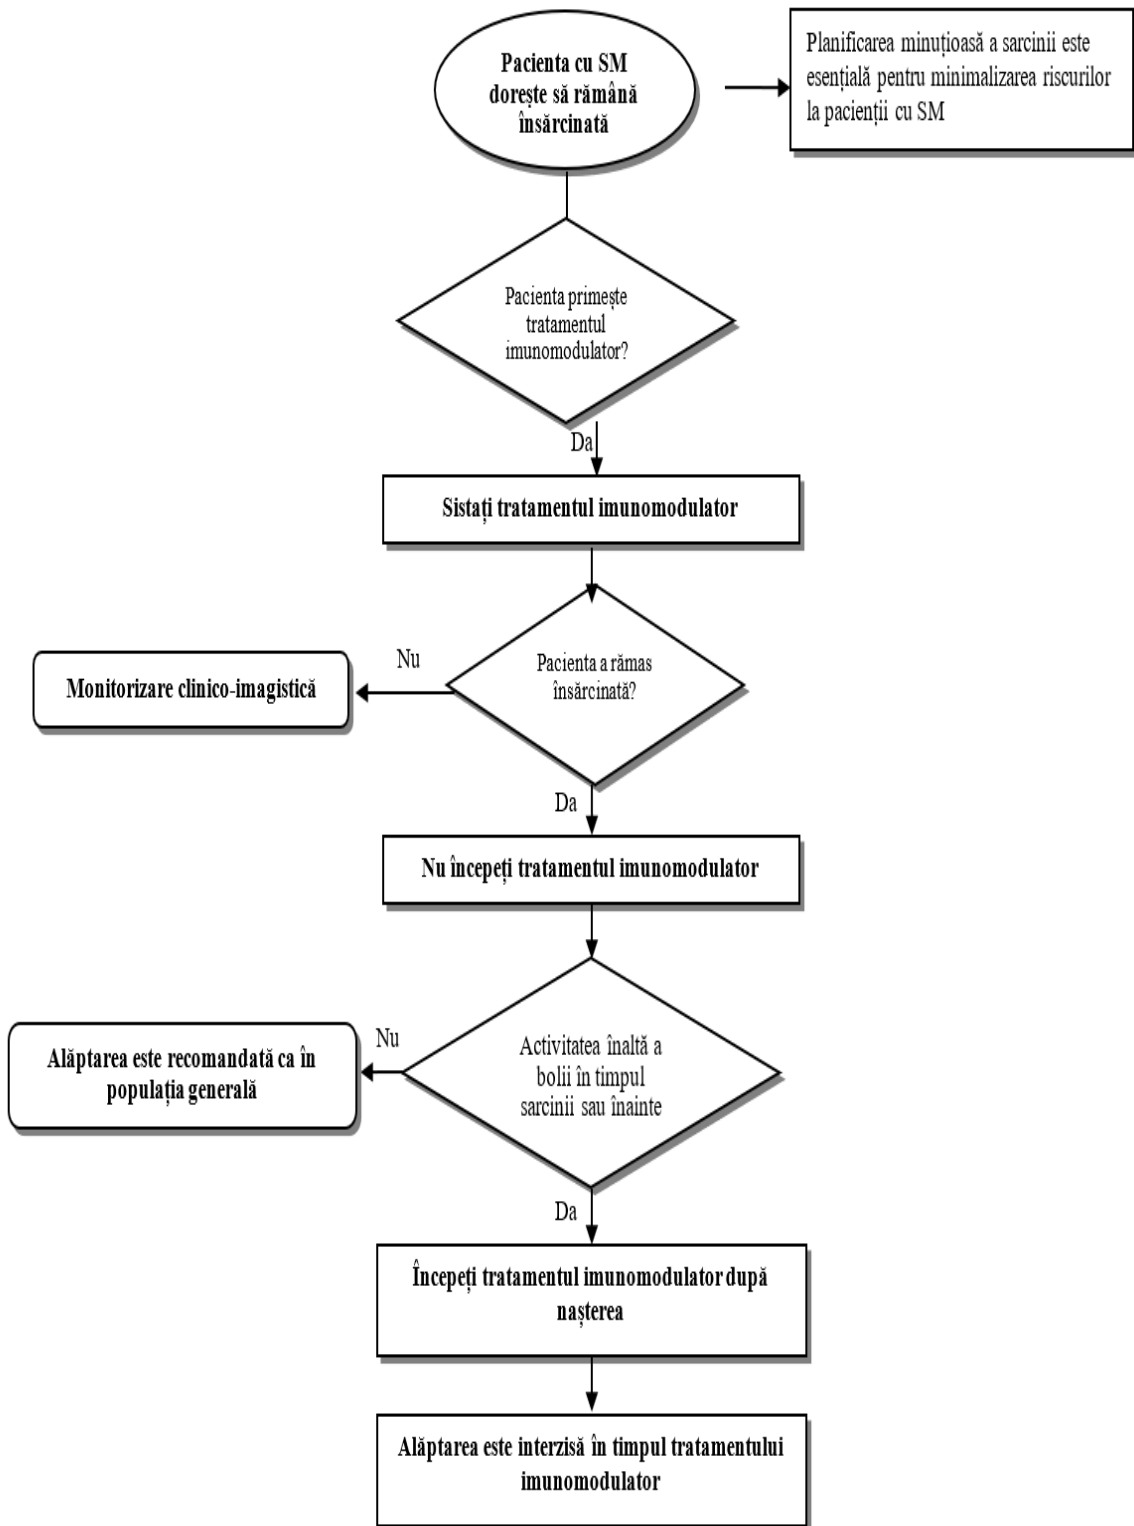 Pacienta cu SM
dorește să rămână
însărcinată
Planificarea minuțioasă a sarcinii este
esențială pentru minimalizarea riscurilor
la pacienții cu SM
Pacienta primește
tratamentul
imunomodulator?
Da
Sistați tratamentul imunomodulator
Pacienta a rămas
însărcinată?
Nu
Monitorizare clinico-imagistică
Da
Nu începeți tratamentul imunomodulator
Activitatea înaltă a
bolii în timpul
sarcinii sau înainte
Nu
Alăptarea este recomandată ca în
populația generală
Da
Începeți tratamentul imunomodulator după
nașterea
Alăptarea este interzisă în timpul tratamentului
imunomodulator